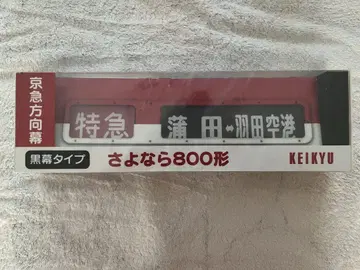 京急方向幕
特急 蒲田⇔羽田空港
黒幕タイプ
さよなら800形
KEIKYU